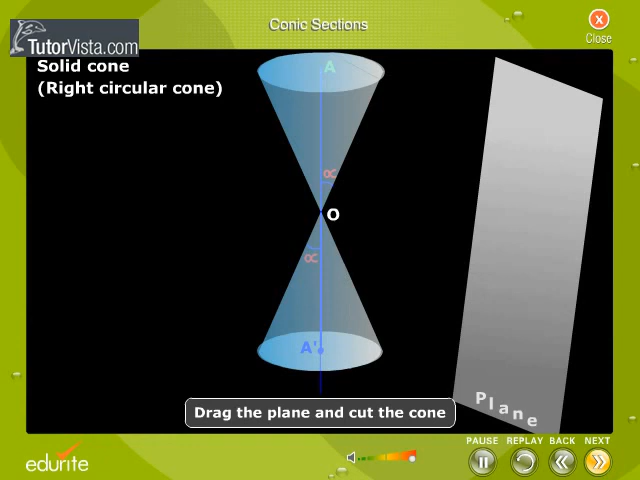 Conic Sections
X
Close
TutorVista.com
Solid cone
(Right circular cone)
A
∝
O
∝
A'
Plane
Drag the plane and cut the cone
PAUSE REPLAY BACK NEXT
edurite